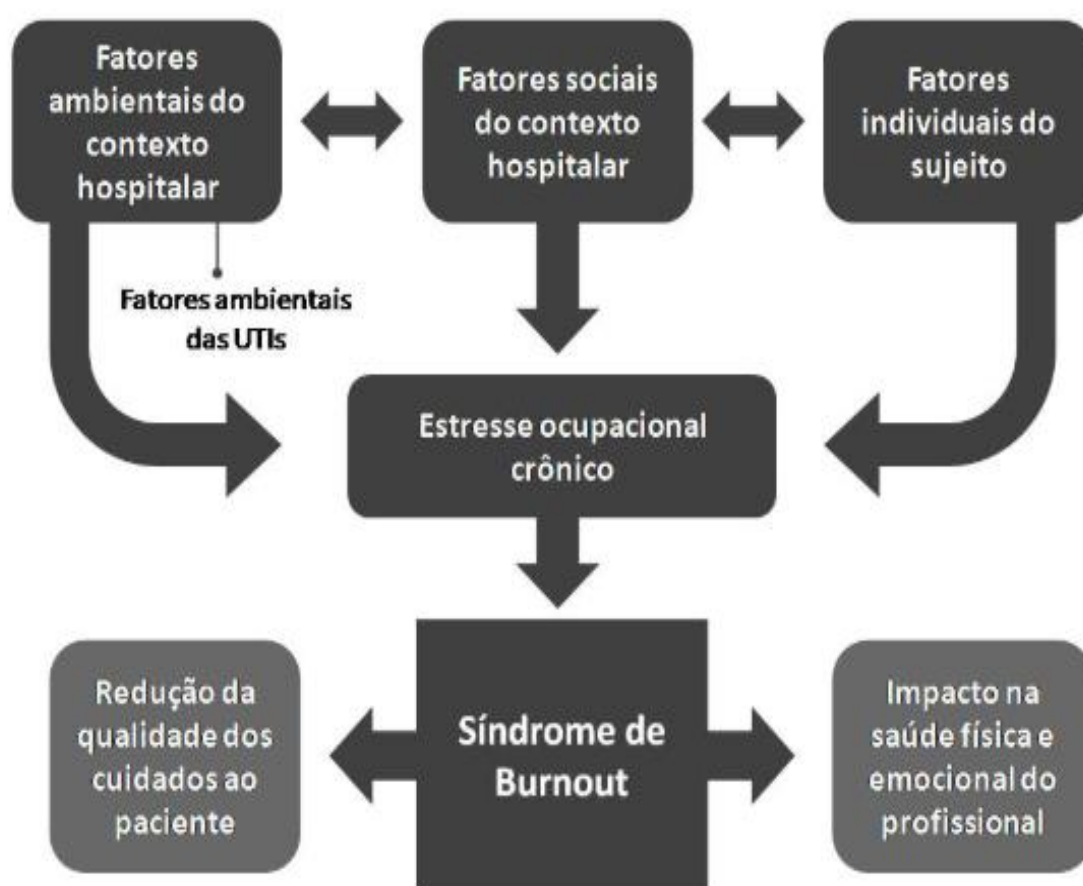 Fatores
ambientais do
contexto
hospitalar
Fatores sociais
do contexto
hospitalar
Fatores
individuais do
sujeito
Fatores ambientais
das UTIs
Estresse ocupacional
crônico
Redução da
qualidade dos
cuidados ao
paciente
Síndrome de
Burnout
Impacto na
saúde física e
emocional do
profissional